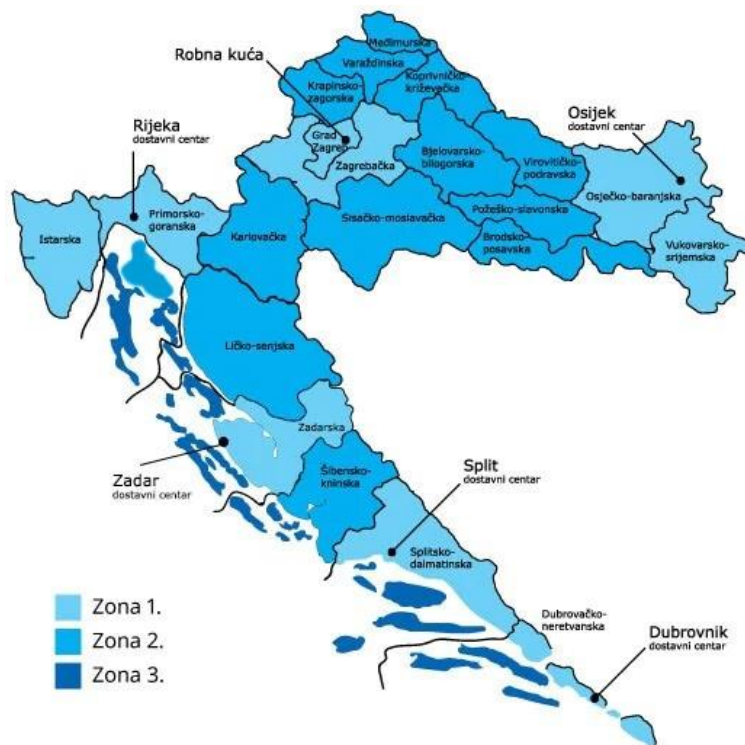 Međimurska
Varaždinska
Robna kuća
Koprivničko-
križevačka
Krapinsko-
zagorska
Rijeka
dostavni centar
Osijek
dostavni centar
Grad
Zagreb
Zagrebačka
Bjelovarsko-
bilogorska
Virovitičko-
podravska
Osječko-baranjska
Primorsko-
goranska
Istarska
Karlovačka
Sisačko-moslavačka
Požeško-slavonska
Brodsko-
posavska
Vukovarsko-
srijemska
Ličko-senjska
Zadarska
Zadar
dostavni centar
Šibensko-
kninska
Split
dostavni centar
Splitsko-
dalmatinska
Zona 1.
Zona 2.
Zona 3.
Dubrovačko-
neretvanska
Dubrovnik
dostavni centar